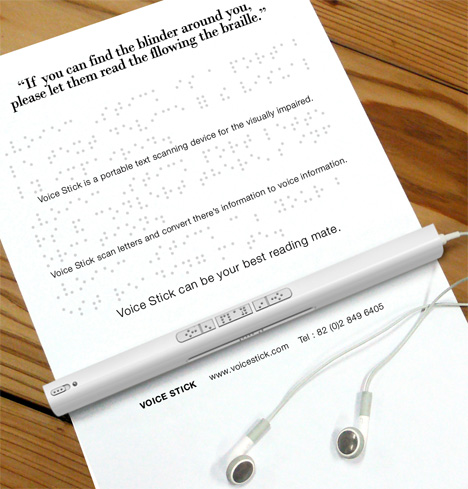 “If you can find the blinder around you,
please let them read the fllowing the braille.”
Voice Stick is a portable text scanning device for the visually impaired.
Voice Stick scan letters and convert there's information to voice information.
Voice Stick can be your best reading mate.
VOICE STICK www.voicestick.com Tel : 82 (0)2 849 6405